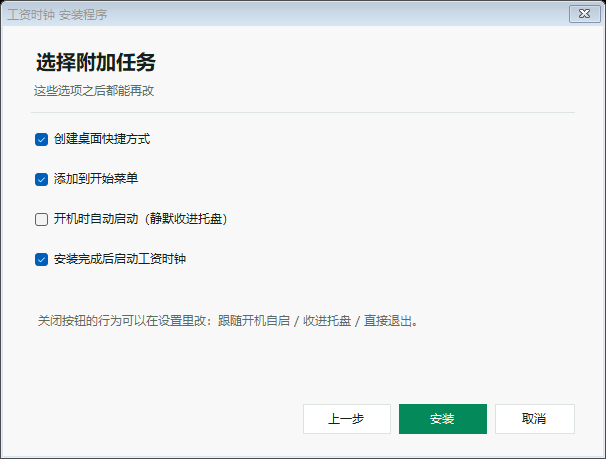 工资时钟 安装程序
选择附加任务
这些选项之后都能再改
创建桌面快捷方式
添加到开始菜单
开机时自动启动（静默收进托盘）
安装完成后启动工资时钟
关闭按钮的行为可以在设置里改：跟随开机自启 / 收进托盘 / 直接退出。
上一步
安装
取消